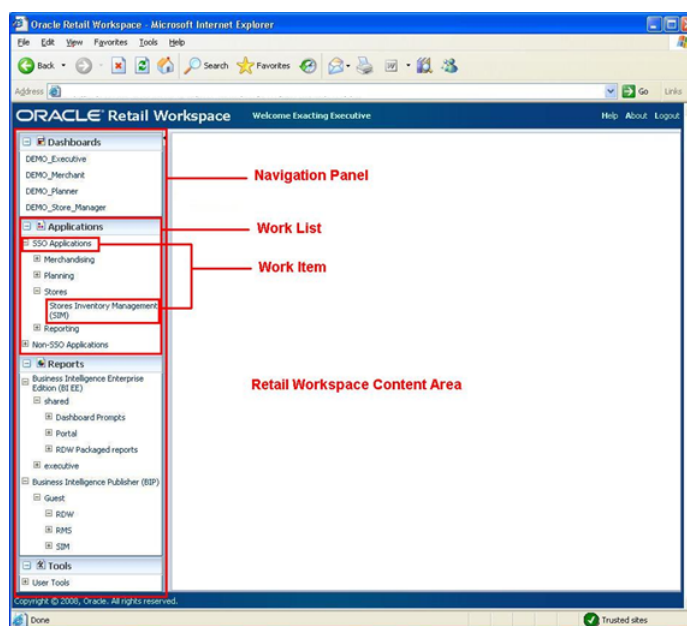 Oracle Retail Workspace - Microsoft Internet Explorer
File Edit View Favorites Tools Help
Back Search Favorites
Address Go Links
ORACLE Retail Workspace Welcome Exacting Executive Help About Logout
Dashboards
DEMO_Executive
DEMO_Merchant
DEMO_Planner
DEMO_Store_Manager
Navigation Panel
Applications
Work List
SSO Applications
Merchandising
Planning
Work Item
Stores
Stores Inventory Management
(SIM)
Reporting
Non-SSO Applications
Reports
Business Intelligence Enterprise
Edition (BI EE)
Retail Workspace Content Area
shared
Dashboard Prompts
Portal
RDW Packaged reports
executive
Business Intelligence Publisher (BIP)
Guest
RDW
RMS
SIM
Tools
User Tools
Copyright © 2008, Oracle. All rights reserved.
Done Trusted sites